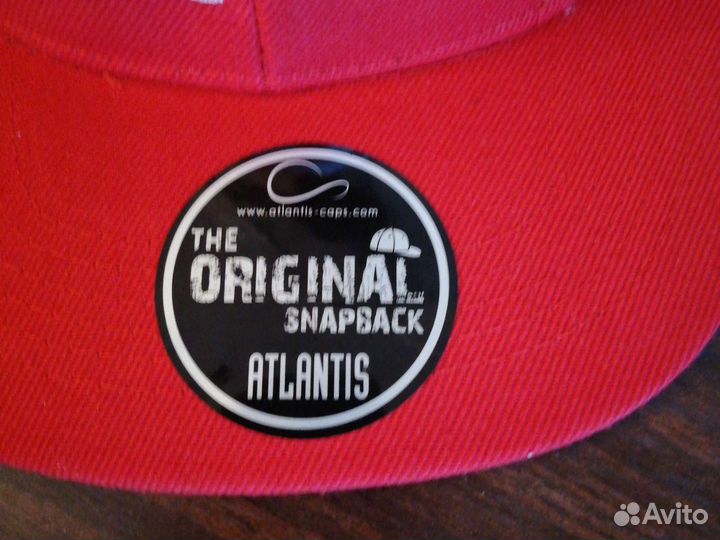 www.atlantis-caps.com
THE
ORIGINAL
SNAPBACK
ATLANTIS
Avito